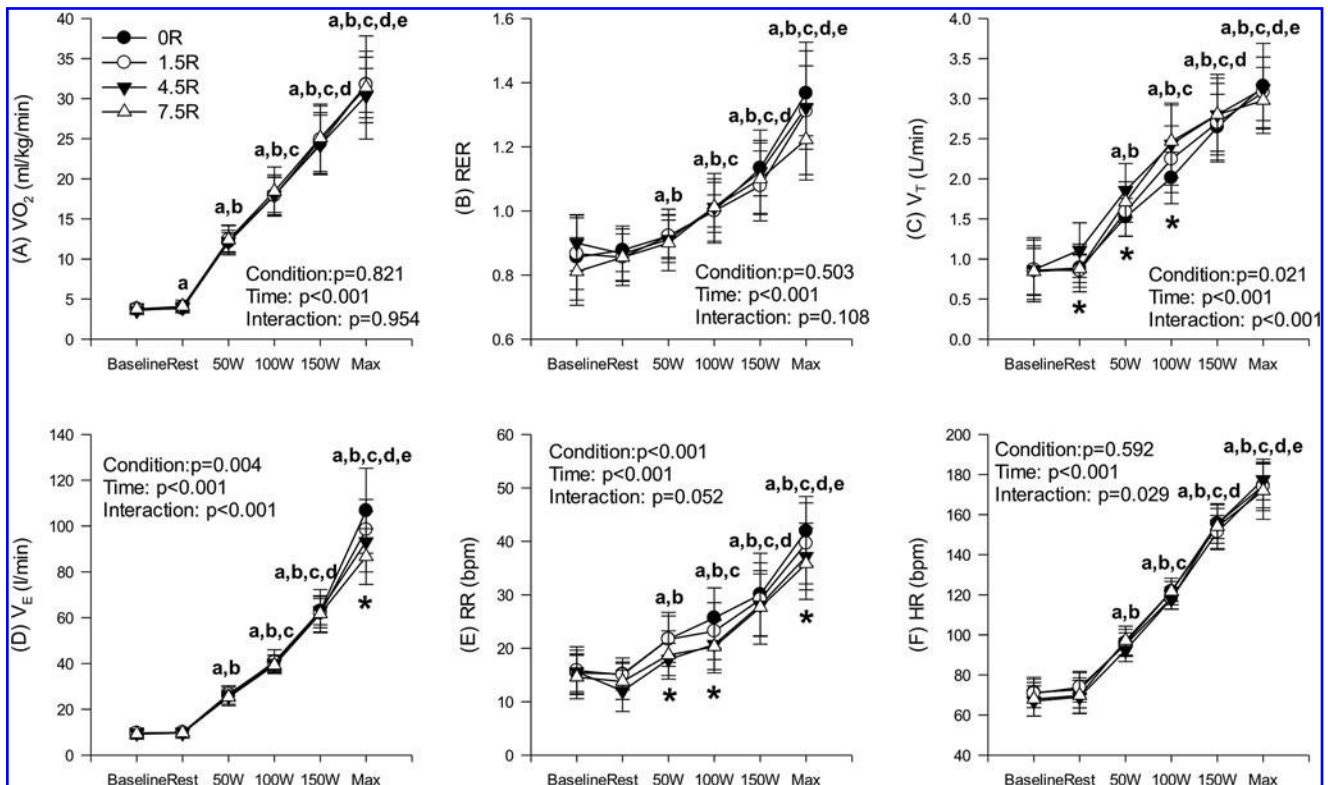 (A) VO2 (ml/kg/min)
40
35
30
25
20
15
10
5
0
0R
1.5R
4.5R
7.5R
a
a,b
a,b,c
a,b,c,d
a,b,c,d,e
Condition:p=0.821
Time: p<0.001
Interaction: p=0.954
Baseline Rest 50W 100W 150W Max
(B) RER
1.6
1.4
1.2
1.0
0.8
0.6
a,b
a,b,c
a,b,c,d
a,b,c,d,e
Condition:p=0.503
Time: p<0.001
Interaction: p=0.108
Baseline Rest 50W 100W 150W Max
(C) VT (L/min)
4.0
3.5
3.0
2.5
2.0
1.5
1.0
0.5
0.0
a,b
a,b,c
a,b,c,d
a,b,c,d,e
* * *
Condition:p=0.021
Time: p<0.001
Interaction: p<0.001
Baseline Rest 50W 100W 150W Max
(D) VE (l/min)
140
120
100
80
60
40
20
0
Condition:p=0.004
Time: p<0.001
Interaction: p<0.001
a,b
a,b,c
a,b,c,d
a,b,c,d,e
*
Baseline Rest 50W 100W 150W Max
(E) RR (bpm)
60
50
40
30
20
10
0
Condition:p<0.001
Time: p<0.001
Interaction: p=0.052
a,b
a,b,c
a,b,c,d
a,b,c,d,e
* * *
Baseline Rest 50W 100W 150W Max
(F) HR (bpm)
200
180
160
140
120
100
80
60
40
Condition:p=0.592
Time: p<0.001
Interaction: p=0.029
a,b
a,b,c
a,b,c,d
a,b,c,d,e
Baseline Rest 50W 100W 150W Max